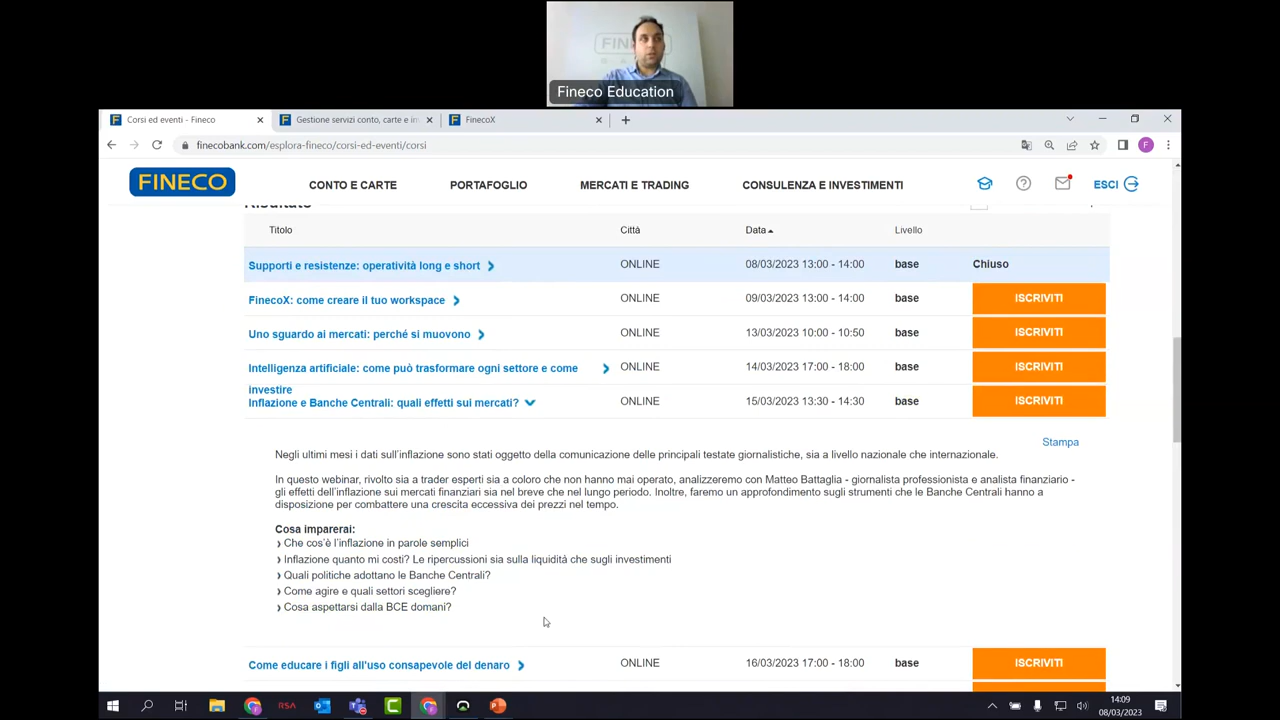 FIN
Fineco Education
Corsi ed eventi - Fineco
Gestione servizi conto, carte e in
FinecoX
finecobank.com/esplora-fineco/corsi-ed-eventi/corsi
FINECO
CONTO E CARTE
PORTAFOGLIO
MERCATI E TRADING
CONSULENZA E INVESTIMENTI
ESCI
Risultato
Titolo Città Data Livello
Supporti e resistenze: operatività long e short ONLINE 08/03/2023 13:00 - 14:00 base Chiuso
FinecoX: come creare il tuo workspace ONLINE 09/03/2023 13:00 - 14:00 base ISCRIVITI
Uno sguardo ai mercati: perché si muovono ONLINE 13/03/2023 10:00 - 10:50 base ISCRIVITI
Intelligenza artificiale: come può trasformare ogni settore e come ONLINE 14/03/2023 17:00 - 18:00 base ISCRIVITI
investire
Inflazione e Banche Centrali: quali effetti sui mercati? ONLINE 15/03/2023 13:30 - 14:30 base ISCRIVITI
Stampa
Negli ultimi mesi i dati sull'inflazione sono stati oggetto della comunicazione delle principali testate giornalistiche, sia a livello nazionale che internazionale.
In questo webinar, rivolto sia a trader esperti sia a coloro che non hanno mai operato, analizzeremo con Matteo Battaglia - giornalista professionista e analista finanziario -
gli effetti dell'inflazione sui mercati finanziari sia nel breve che nel lungo periodo. Inoltre, faremo un approfondimento sugli strumenti che le Banche Centrali hanno a
disposizione per combattere una crescita eccessiva dei prezzi nel tempo.
Cosa imparerai:
Che cos'è l'inflazione in parole semplici
Inflazione quanto mi costi? Le ripercussioni sia sulla liquidità che sugli investimenti
Quali politiche adottano le Banche Centrali?
Come agire e quali settori scegliere?
Cosa aspettarsi dalla BCE domani?
Come educare i figli all'uso consapevole del denaro ONLINE 16/03/2023 17:00 - 18:00 base ISCRIVITI
RSA
14:09
08/03/2023